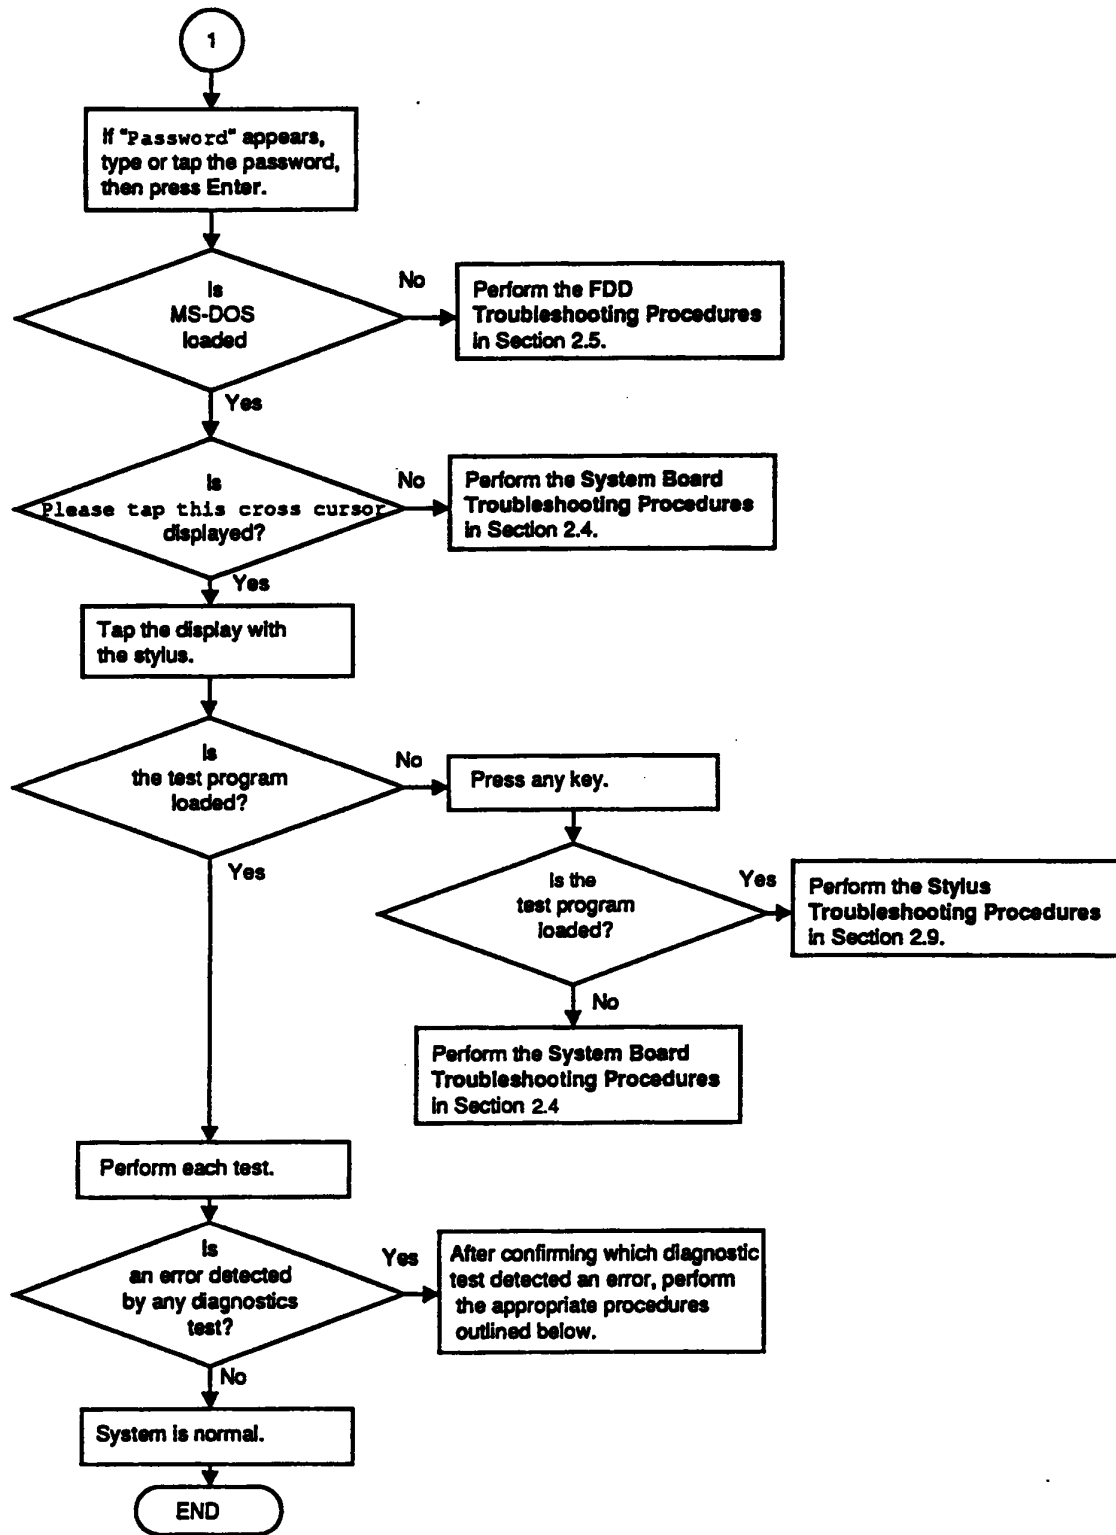 1
If "Password" appears,
type or tap the password,
then press Enter.
Is
MS-DOS
loaded
No
Perform the FDD
Troubleshooting Procedures
in Section 2.5.
Yes
Is
Please tap this cross cursor
displayed?
No
Perform the System Board
Troubleshooting Procedures
in Section 2.4.
Yes
Tap the display with
the stylus.
Is
the test program
loaded?
No
Press any key.
Yes
Is the
test program
loaded?
Yes
Perform the Stylus
Troubleshooting Procedures
in Section 2.9.
No
Perform the System Board
Troubleshooting Procedures
in Section 2.4
Perform each test.
Is
an error detected
by any diagnostics
test?
Yes
After confirming which diagnostic
test detected an error, perform
the appropriate procedures
outlined below.
No
System is normal.
END